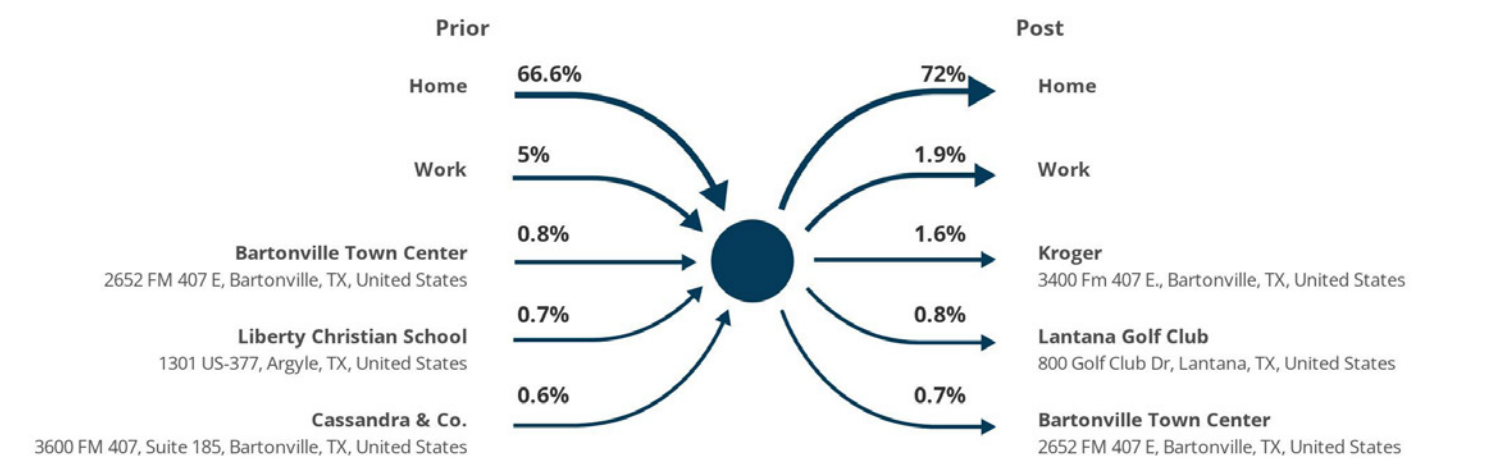 Prior
Post
Home
66.6%
72%
Home
Work
5%
1.9%
Work
Bartonville Town Center
2652 FM 407 E, Bartonville, TX, United States
0.8%
1.6%
Kroger
3400 Fm 407 E., Bartonville, TX, United States
Liberty Christian School
1301 US-377, Argyle, TX, United States
0.7%
0.8%
Lantana Golf Club
800 Golf Club Dr, Lantana, TX, United States
Cassandra & Co.
3600 FM 407, Suite 185, Bartonville, TX, United States
0.6%
0.7%
Bartonville Town Center
2652 FM 407 E, Bartonville, TX, United States